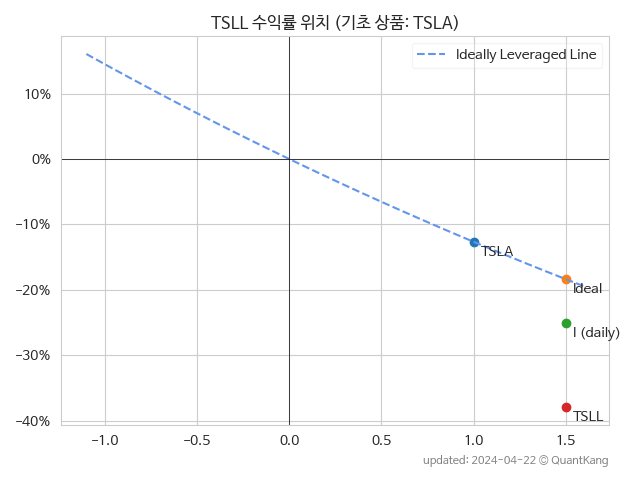 TSLL 수익률 위치 (기초 상품: TSLA)
Ideally Leveraged Line
10%
0%
−10%
−20%
−30%
−40%
TSLA
Ideal
I (daily)
TSLL
−1.0
−0.5
0.0
0.5
1.0
1.5
updated: 2024-04-22 © QuantKang